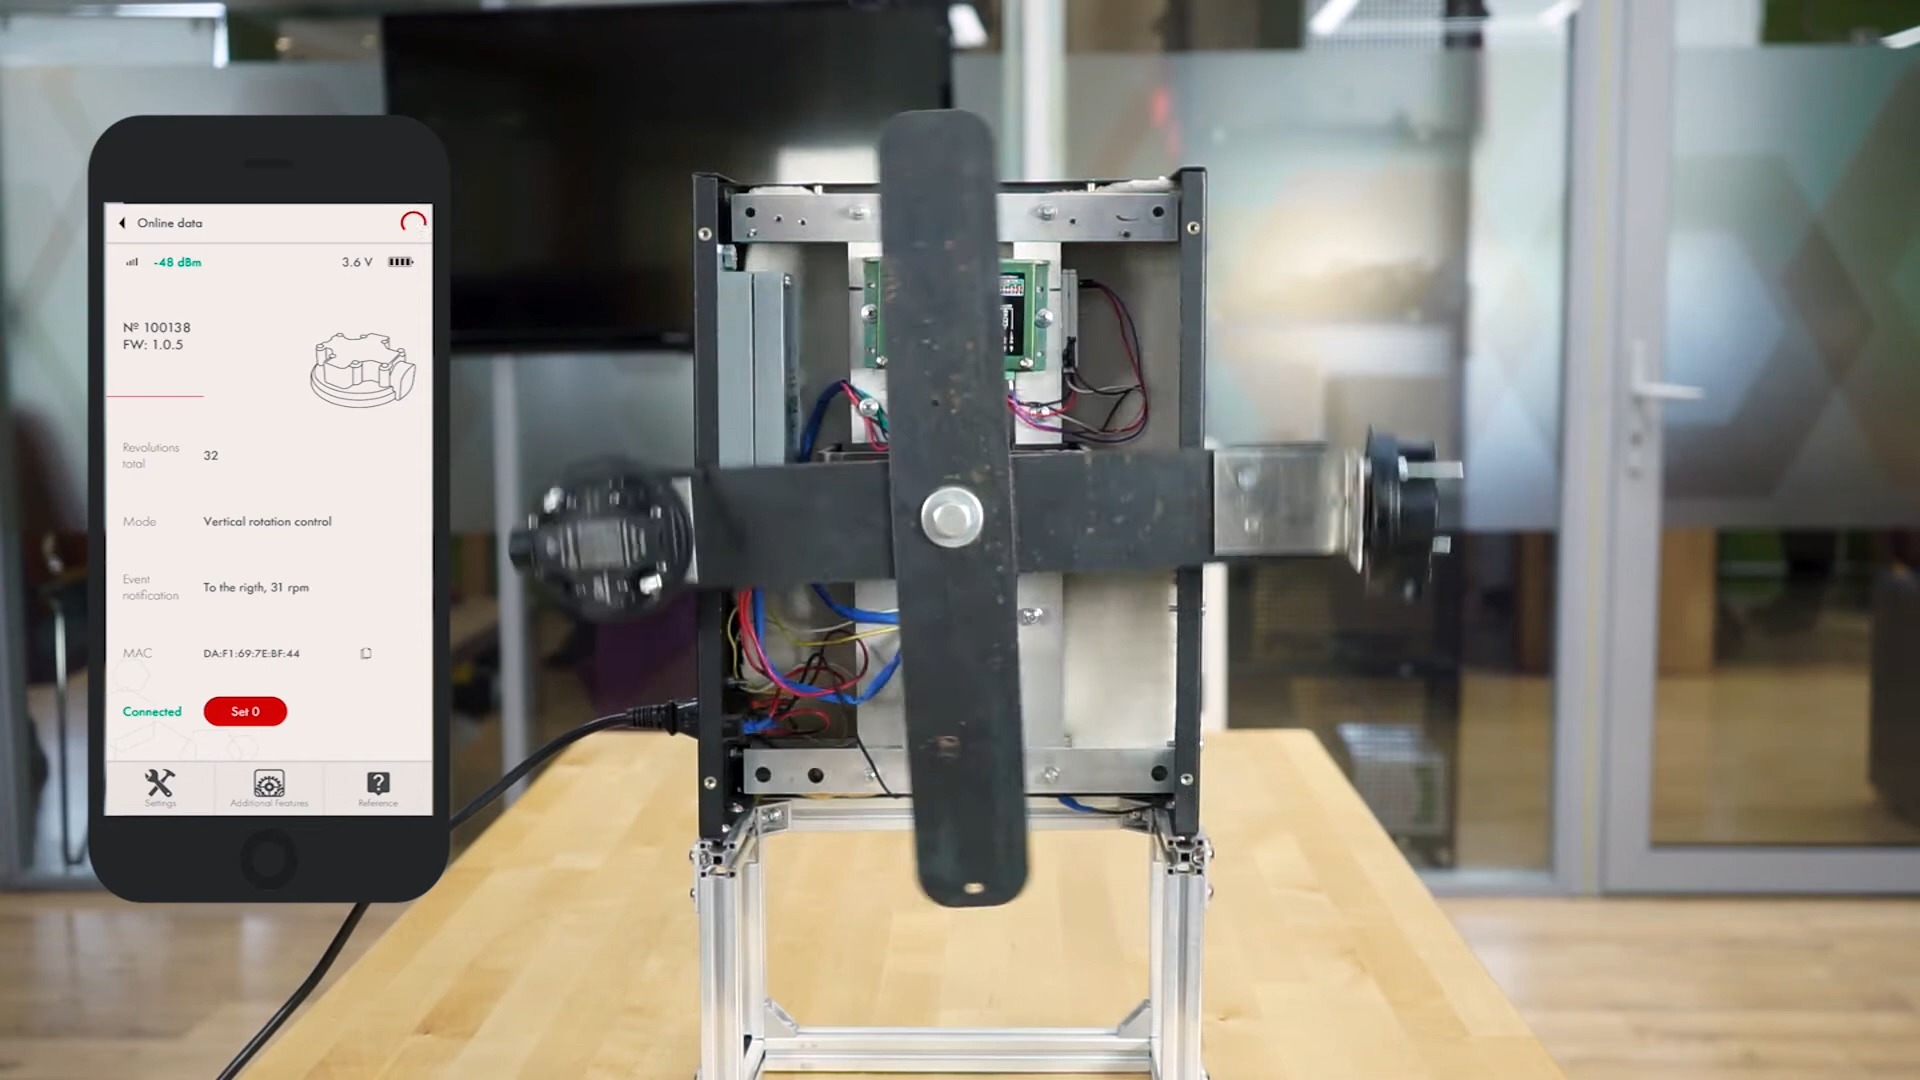 Online data
-48 dBm
3.6 V
Nº 100138
FW: 1.0.5
Revolutions total
32
Mode
Vertical rotation control
Event notification
To the rigth, 31 rpm
MAC
DA:F1:69:7E:BF:44
Connected
Set 0
Settings
Additional Features
Reference